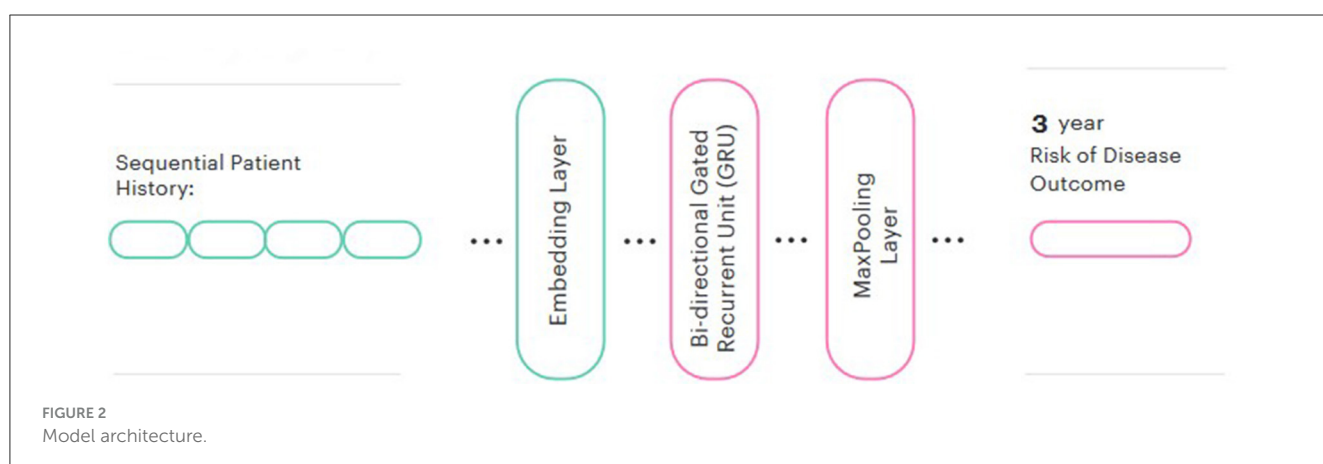 Sequential Patient
History:
Embedding Layer
Bi-directional Gated
Recurrent Unit (GRU)
MaxPooling
Layer
3 year
Risk of Disease
Outcome
FIGURE 2
Model architecture.